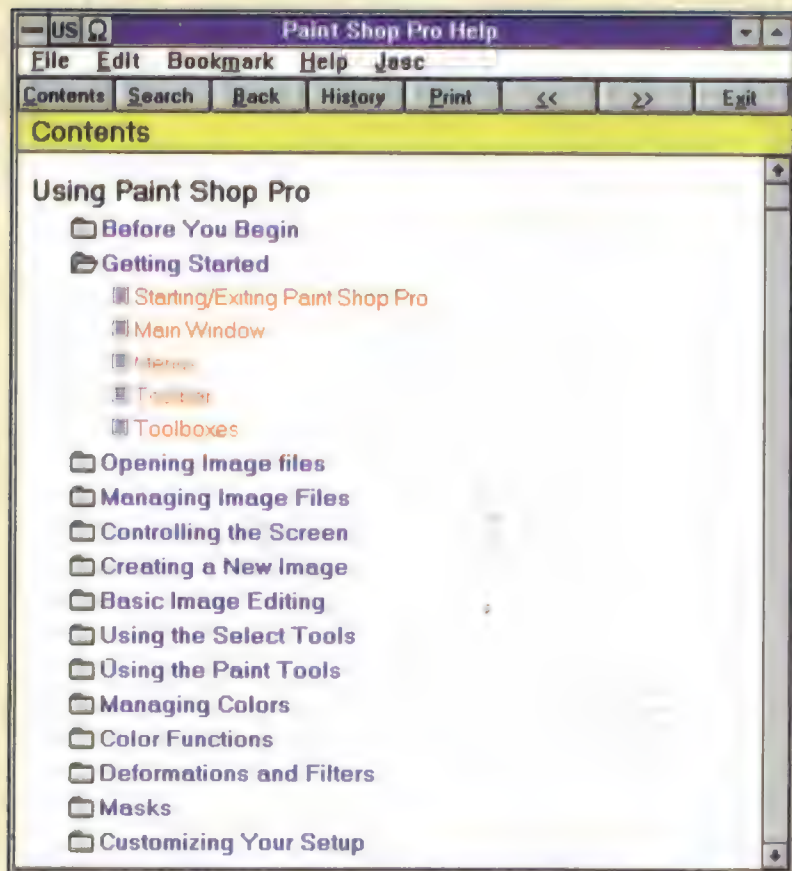 US Ω Paint Shop Pro Help
File Edit Bookmark Help Jasc
Contents Search Back History Print << >> Exit
Contents
Using Paint Shop Pro
Before You Begin
Getting Started
Starting/Exiting Paint Shop Pro
Main Window
Toolbar
Toolboxes
Opening Image files
Managing Image Files
Controlling the Screen
Creating a New Image
Basic Image Editing
Using the Select Tools
Using the Paint Tools
Managing Colors
Color Functions
Deformations and Filters
Masks
Customizing Your Setup